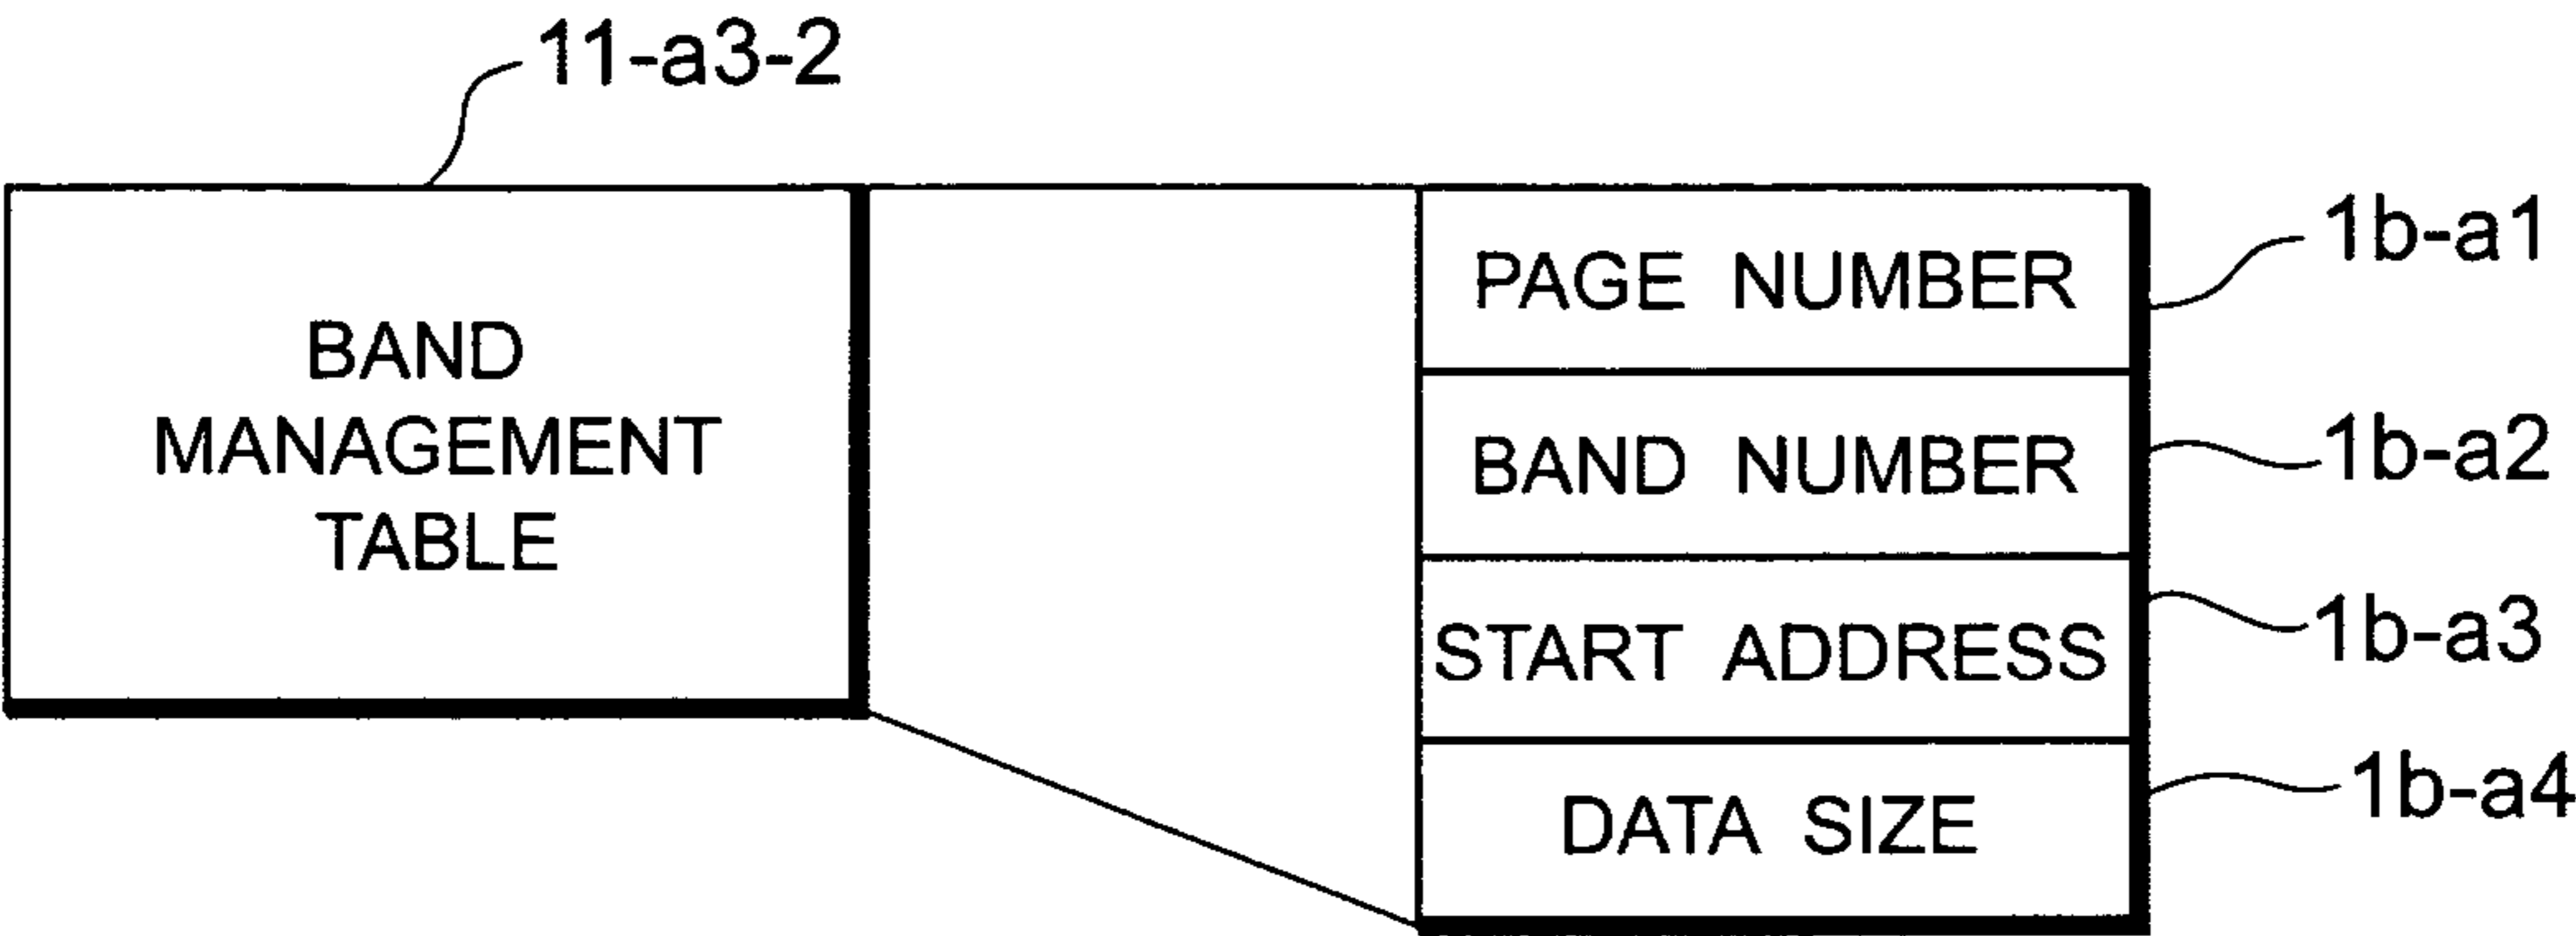 11-a3-2
BAND
MANAGEMENT
TABLE
PAGE NUMBER
1b-a1
BAND NUMBER
1b-a2
START ADDRESS
1b-a3
DATA SIZE
1b-a4